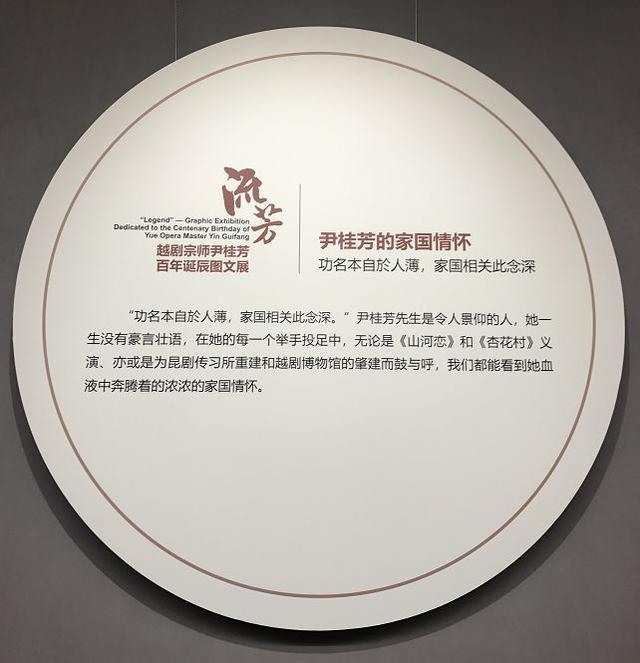 流芳
"Legend" — Graphic Exhibition
Dedicated to the Centenary Birthday of
Yue Opera Master Yin Guifang
越剧宗师尹桂芳
百年诞辰图文展
尹桂芳的家国情怀
功名本自於人薄，家国相关此念深
“功名本自於人薄，家国相关此念深。”尹桂芳先生是令人景仰的人，她一
生没有豪言壮语，在她的每一个举手投足中，无论是《山河恋》和《杏花村》义
演、亦或是为昆剧传习所重建和越剧博物馆的肇建而鼓与呼，我们都能看到她血
液中奔腾着的浓浓的家国情怀。